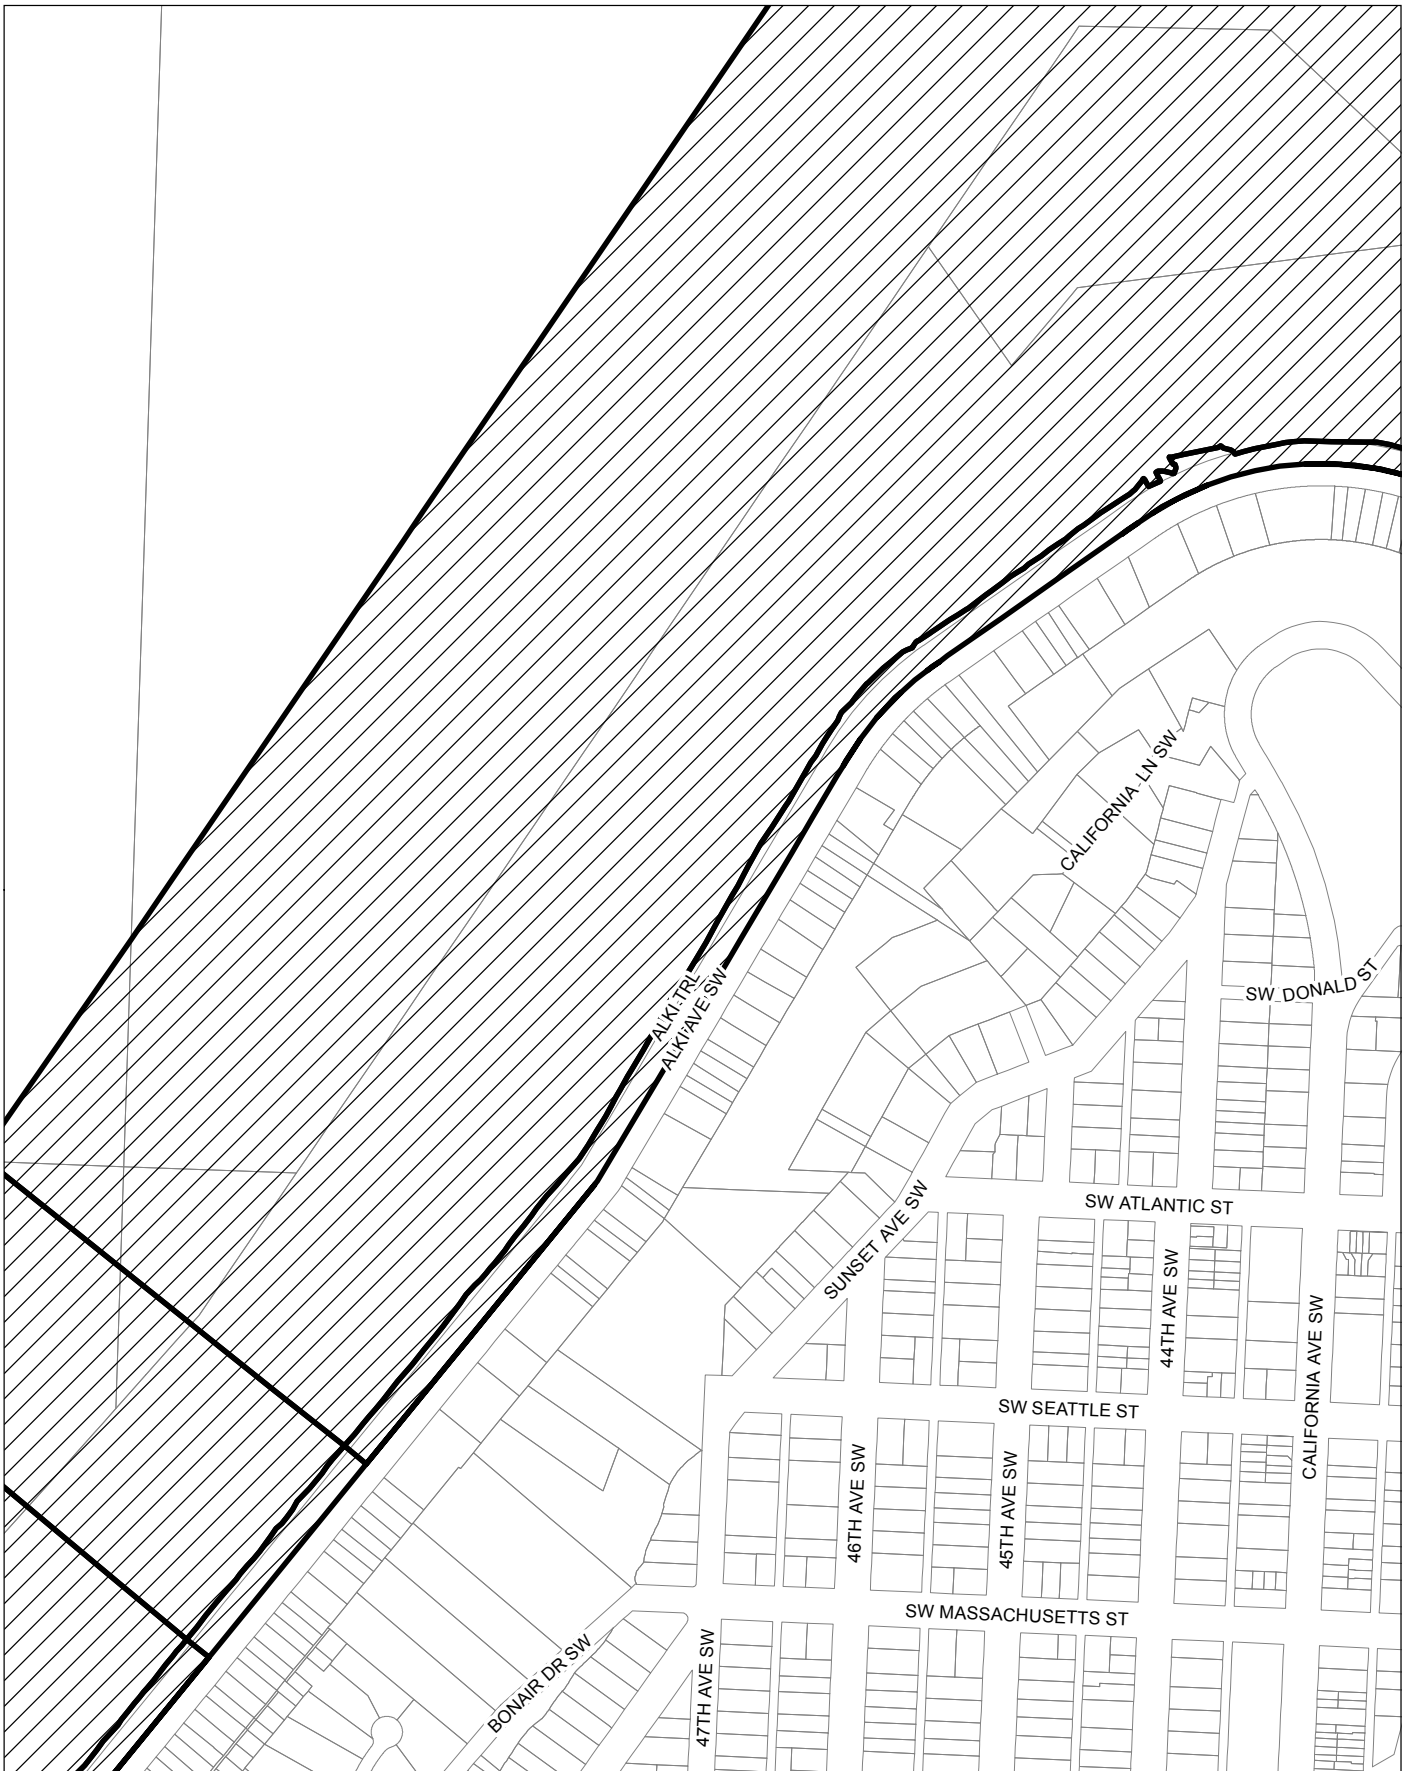 CALIFORNIA LN SW
SW DONALD ST
ALKI TRL
ALKI AVE SW
SW ATLANTIC ST
SUNSET AVE SW
44TH AVE SW
CALIFORNIA AVE SW
SW SEATTLE ST
46TH AVE SW
45TH AVE SW
SW MASSACHUSETTS ST
BONAIR DR SW
47TH AVE SW